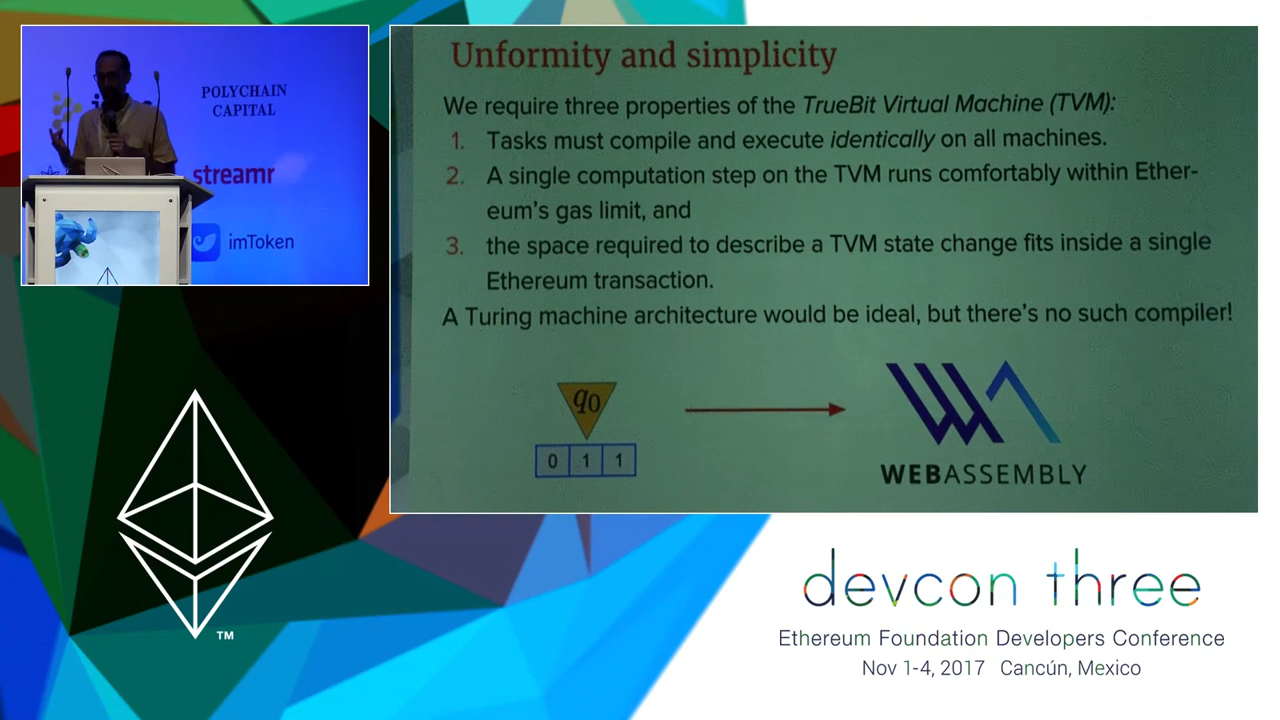 POLYCHAIN
CAPITAL
streamr
imToken
Unformity and simplicity
We require three properties of the TrueBit Virtual Machine (TVM):
1. Tasks must compile and execute identically on all machines.
2. A single computation step on the TVM runs comfortably within Ether-
eum's gas limit, and
3. the space required to describe a TVM state change fits inside a single
Ethereum transaction.
A Turing machine architecture would be ideal, but there's no such compiler!
q0
0 1 1
WEBASSEMBLY
TM
devcon three
Ethereum Foundation Developers Conference
Nov 1-4, 2017 Cancún, Mexico